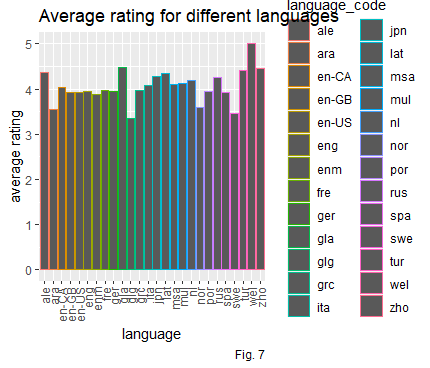 Average rating for different languages
language_code
ale
ara
en-CA
en-GB
en-US
eng
enm
fre
ger
gla
glg
grc
ita
jpn
lat
msa
mul
nl
nor
por
rus
spa
swe
tur
wel
zho
average rating
5
4
3
2
1
0
ale
ara
en-CA
en-GB
en-US
eng
enm
fre
ger
gla
glg
grc
ita
jpn
lat
msa
mul
nl
nor
por
rus
spa
swe
tur
wel
zho
language
Fig. 7